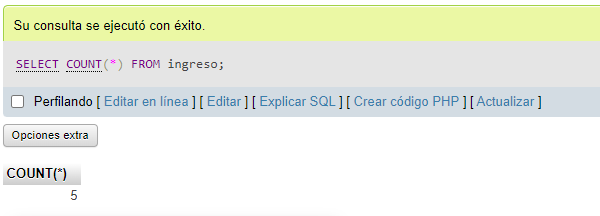 Su consulta se ejecutó con éxito.
SELECT COUNT(*) FROM ingreso;
Perfilando [ Editar en línea ] [ Editar ] [ Explicar SQL ] [ Crear código PHP ] [ Actualizar ]
Opciones extra
COUNT(*)
5